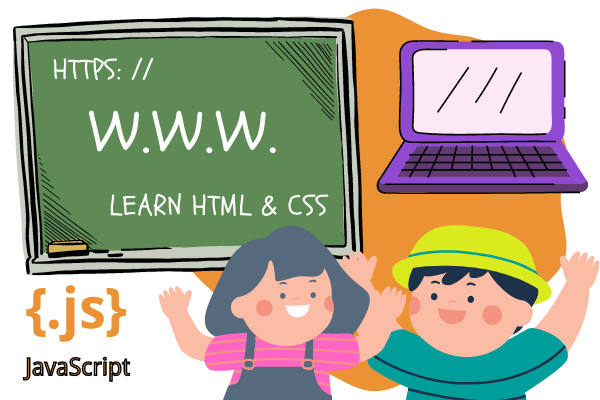 HTTPS: //
W.W.W.
LEARN HTML & CSS
{.js}
JavaScript